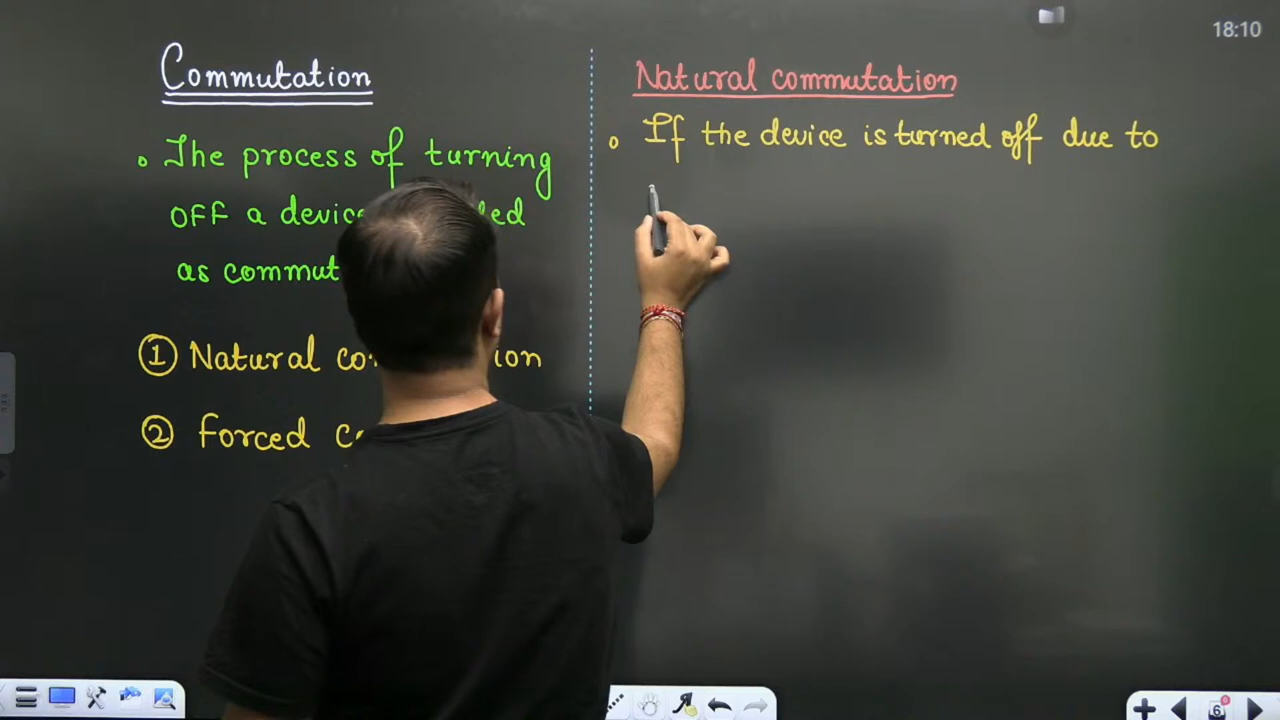 18:10
Commutation
• The process of turning
OFF a device
as commut
① Natural co ion
② Forced c
Natural commutation
• If the device is turned off due to
6